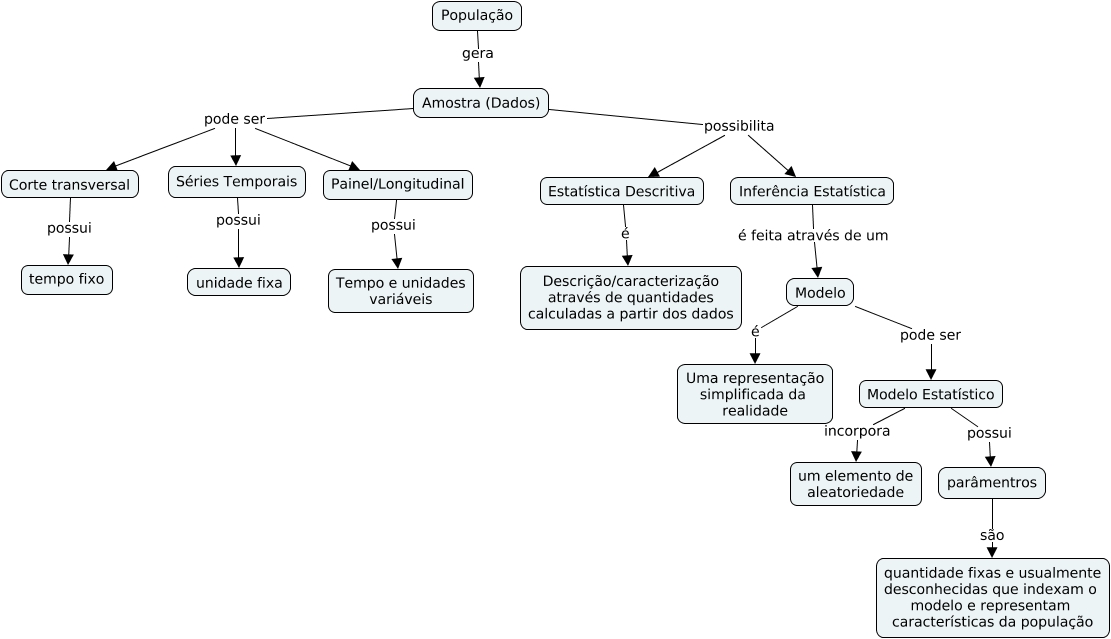 População
gera
Amostra (Dados)
pode ser
possibilita
Corte transversal
Séries Temporais
Painel/Longitudinal
Estatística Descritiva
Inferência Estatística
possui
possui
possui
é
é feita através de um
tempo fixo
unidade fixa
Tempo e unidades
variáveis
Descrição/caracterização
através de quantidades
calculadas a partir dos dados
Modelo
é
pode ser
Uma representação
simplificada da
realidade
Modelo Estatístico
incorpora
possui
um elemento de
aleatoriedade
parâmentros
são
quantidade fixas e usualmente
desconhecidas que indexam o
modelo e representam
características da população